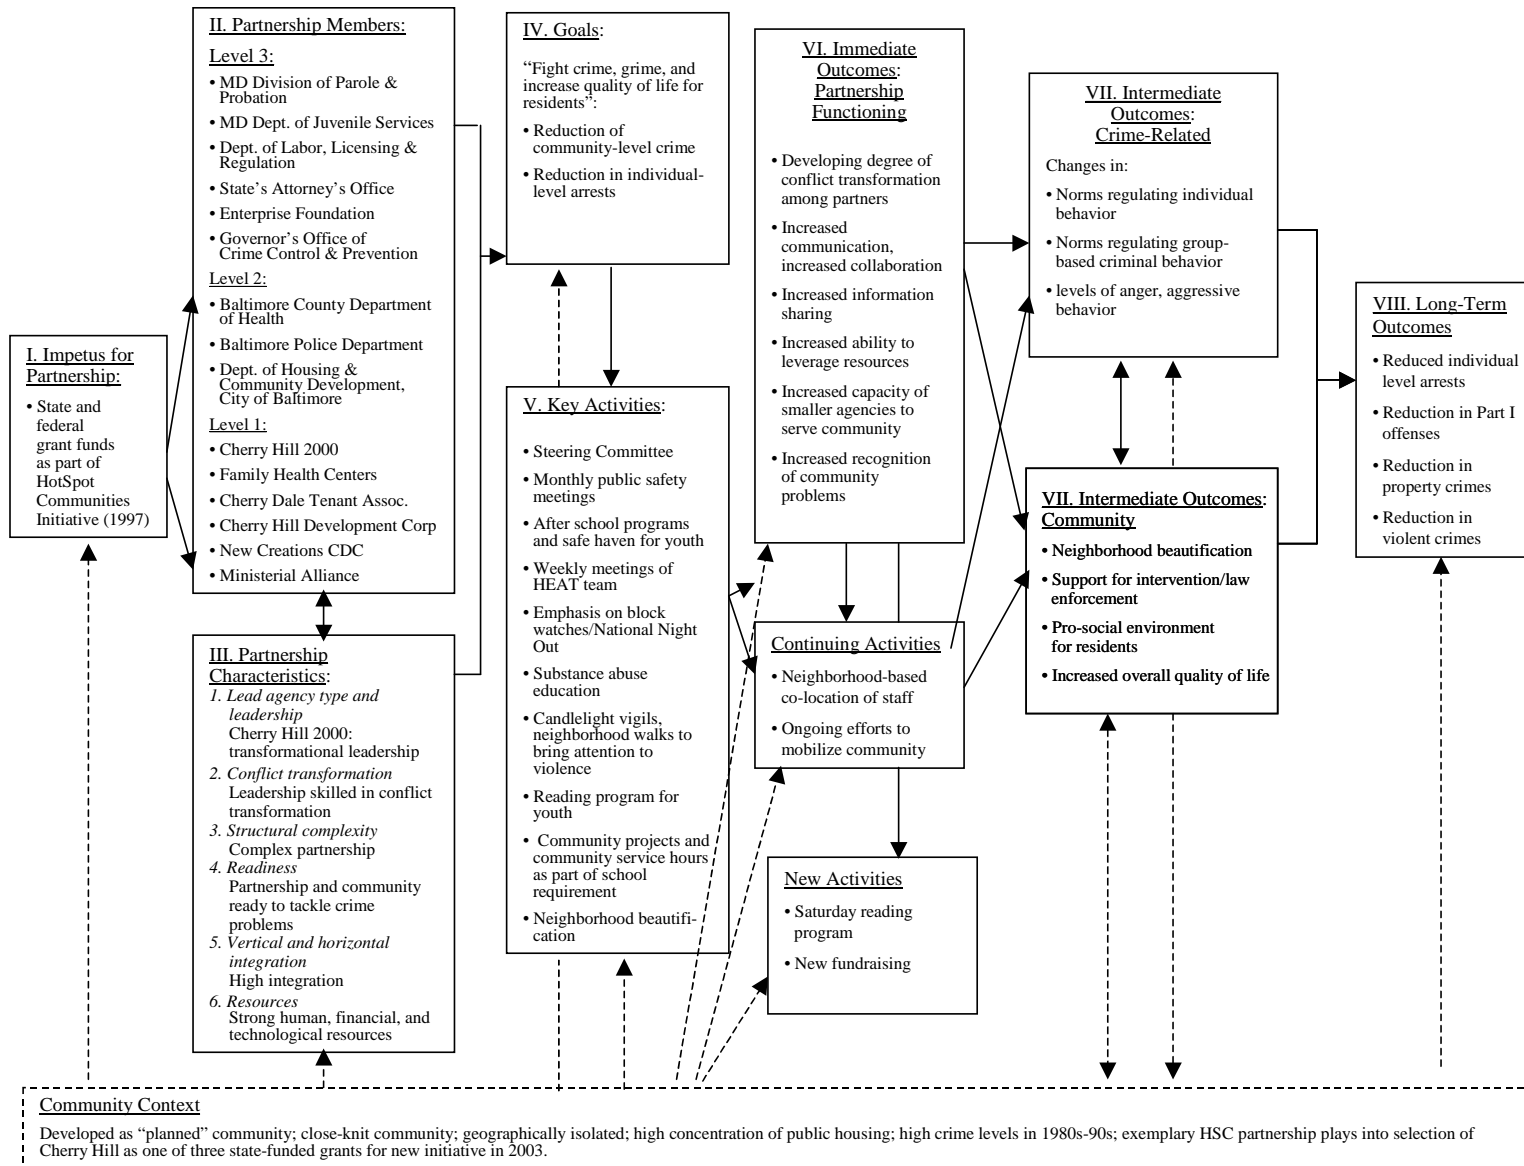 I. Impetus for
Partnership:
• State and
federal
grant funds
as part of
HotSpot
Communities
Initiative (1997)
II. Partnership Members:
Level 3:
• MD Division of Parole &
Probation
• MD Dept. of Juvenile Services
• Dept. of Labor, Licensing &
Regulation
• State’s Attorney’s Office
• Enterprise Foundation
• Governor’s Office of
Crime Control & Prevention
Level 2:
• Baltimore County Department
of Health
• Baltimore Police Department
• Dept. of Housing &
Community Development,
City of Baltimore
Level 1:
• Cherry Hill 2000
• Family Health Centers
• Cherry Dale Tenant Assoc.
• Cherry Hill Development Corp
• New Creations CDC
• Ministerial Alliance
III. Partnership
Characteristics:
1. Lead agency type and
leadership
Cherry Hill 2000:
transformational leadership
2. Conflict transformation
Leadership skilled in conflict
transformation
3. Structural complexity
Complex partnership
4. Readiness
Partnership and community
ready to tackle crime
problems
5. Vertical and horizontal
integration
High integration
6. Resources
Strong human, financial, and
technological resources
IV. Goals:
“Fight crime, grime, and
increase quality of life for
residents”:
• Reduction of
community-level crime
• Reduction in individual-
level arrests
V. Key Activities:
• Steering Committee
• Monthly public safety
meetings
• After school programs
and safe haven for youth
• Weekly meetings of
HEAT team
• Emphasis on block
watches/National Night
Out
• Substance abuse
education
• Candlelight vigils,
neighborhood walks to
bring attention to
violence
• Reading program for
youth
• Community projects and
community service hours
as part of school
requirement
• Neighborhood beautifi-
cation
VI. Immediate
Outcomes:
Partnership
Functioning
• Developing degree of
conflict transformation
among partners
• Increased
communication,
increased collaboration
• Increased information
sharing
• Increased ability to
leverage resources
• Increased capacity of
smaller agencies to
serve community
• Increased recognition
of community
problems
Continuing Activities
• Neighborhood-based
co-location of staff
• Ongoing efforts to
mobilize community
New Activities
• Saturday reading
program
• New fundraising
VII. Intermediate
Outcomes:
Crime-Related
Changes in:
• Norms regulating individual
behavior
• Norms regulating group-
based criminal behavior
• levels of anger, aggressive
behavior
VII. Intermediate Outcomes:
Community
• Neighborhood beautification
• Support for intervention/law
enforcement
• Pro-social environment
for residents
• Increased overall quality of life
VIII. Long-Term
Outcomes
• Reduced individual
level arrests
• Reduction in Part I
offenses
• Reduction in
property crimes
• Reduction in
violent crimes
Community Context
Developed as “planned” community; close-knit community; geographically isolated; high concentration of public housing; high crime levels in 1980s-90s; exemplary HSC partnership plays into selection of
Cherry Hill as one of three state-funded grants for new initiative in 2003.